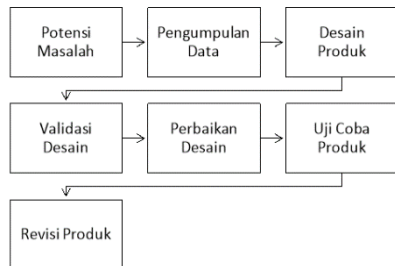 Potensi
Masalah
Pengumpulan
Data
Desain
Produk
Validasi
Desain
Perbaikan
Desain
Uji Coba
Produk
Revisi Produk